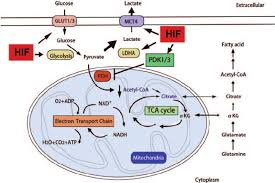 Extracellular
Glucose
Lactate
GLUT1/3
MCT4
HIF
HIF
Glucose
Glycolysis
Pyruvate
Lactate
LDHA
PDK1/3
PDH
Fatty acid
Acetyl-CoA
Acetyl-CoA
Citrate
Citrate
O2+ADP
NAD+
TCA cycle
α KG
α KG
Electron Transport Chain
NADH
H2O+CO2+ATP
Glutamate
Mitochondria
Glutamine
Cytoplasm